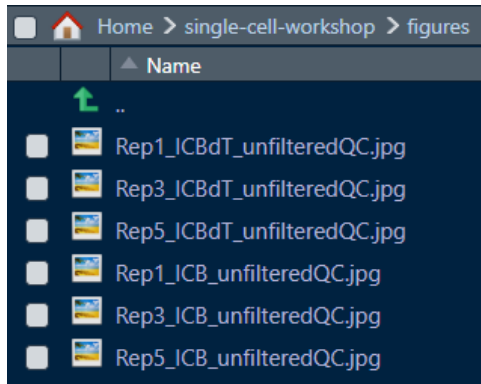 Home > single-cell-workshop > figures
Name
..
Rep1_ICBdT_unfilteredQC.jpg
Rep3_ICBdT_unfilteredQC.jpg
Rep5_ICBdT_unfilteredQC.jpg
Rep1_ICB_unfilteredQC.jpg
Rep3_ICB_unfilteredQC.jpg
Rep5_ICB_unfilteredQC.jpg